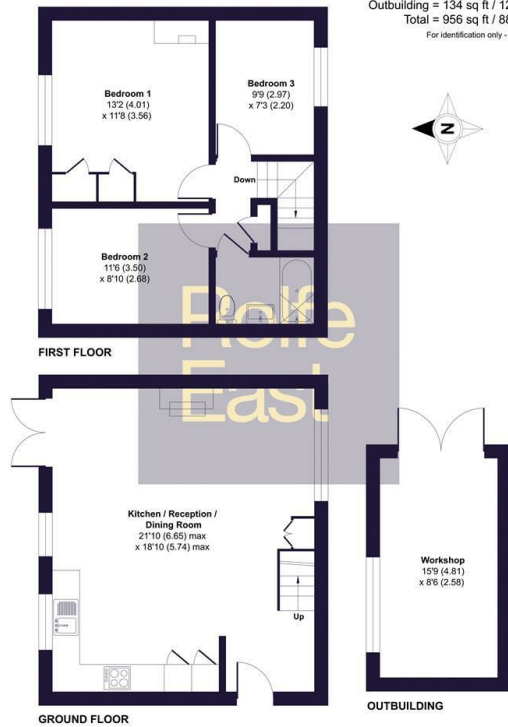 Outbuilding = 134 sq ft / 12
Total = 956 sq ft / 88
For identification only -
Bedroom 1
13'2 (4.01)
x 11'8 (3.56)
Bedroom 3
9'9 (2.97)
x 7'3 (2.20)
N
Down
Bedroom 2
11'6 (3.50)
x 8'10 (2.68)
Rolfe
East
FIRST FLOOR
Kitchen / Reception /
Dining Room
21'10 (6.65) max
x 18'10 (5.74) max
Up
Workshop
15'9 (4.81)
x 8'6 (2.58)
GROUND FLOOR
OUTBUILDING